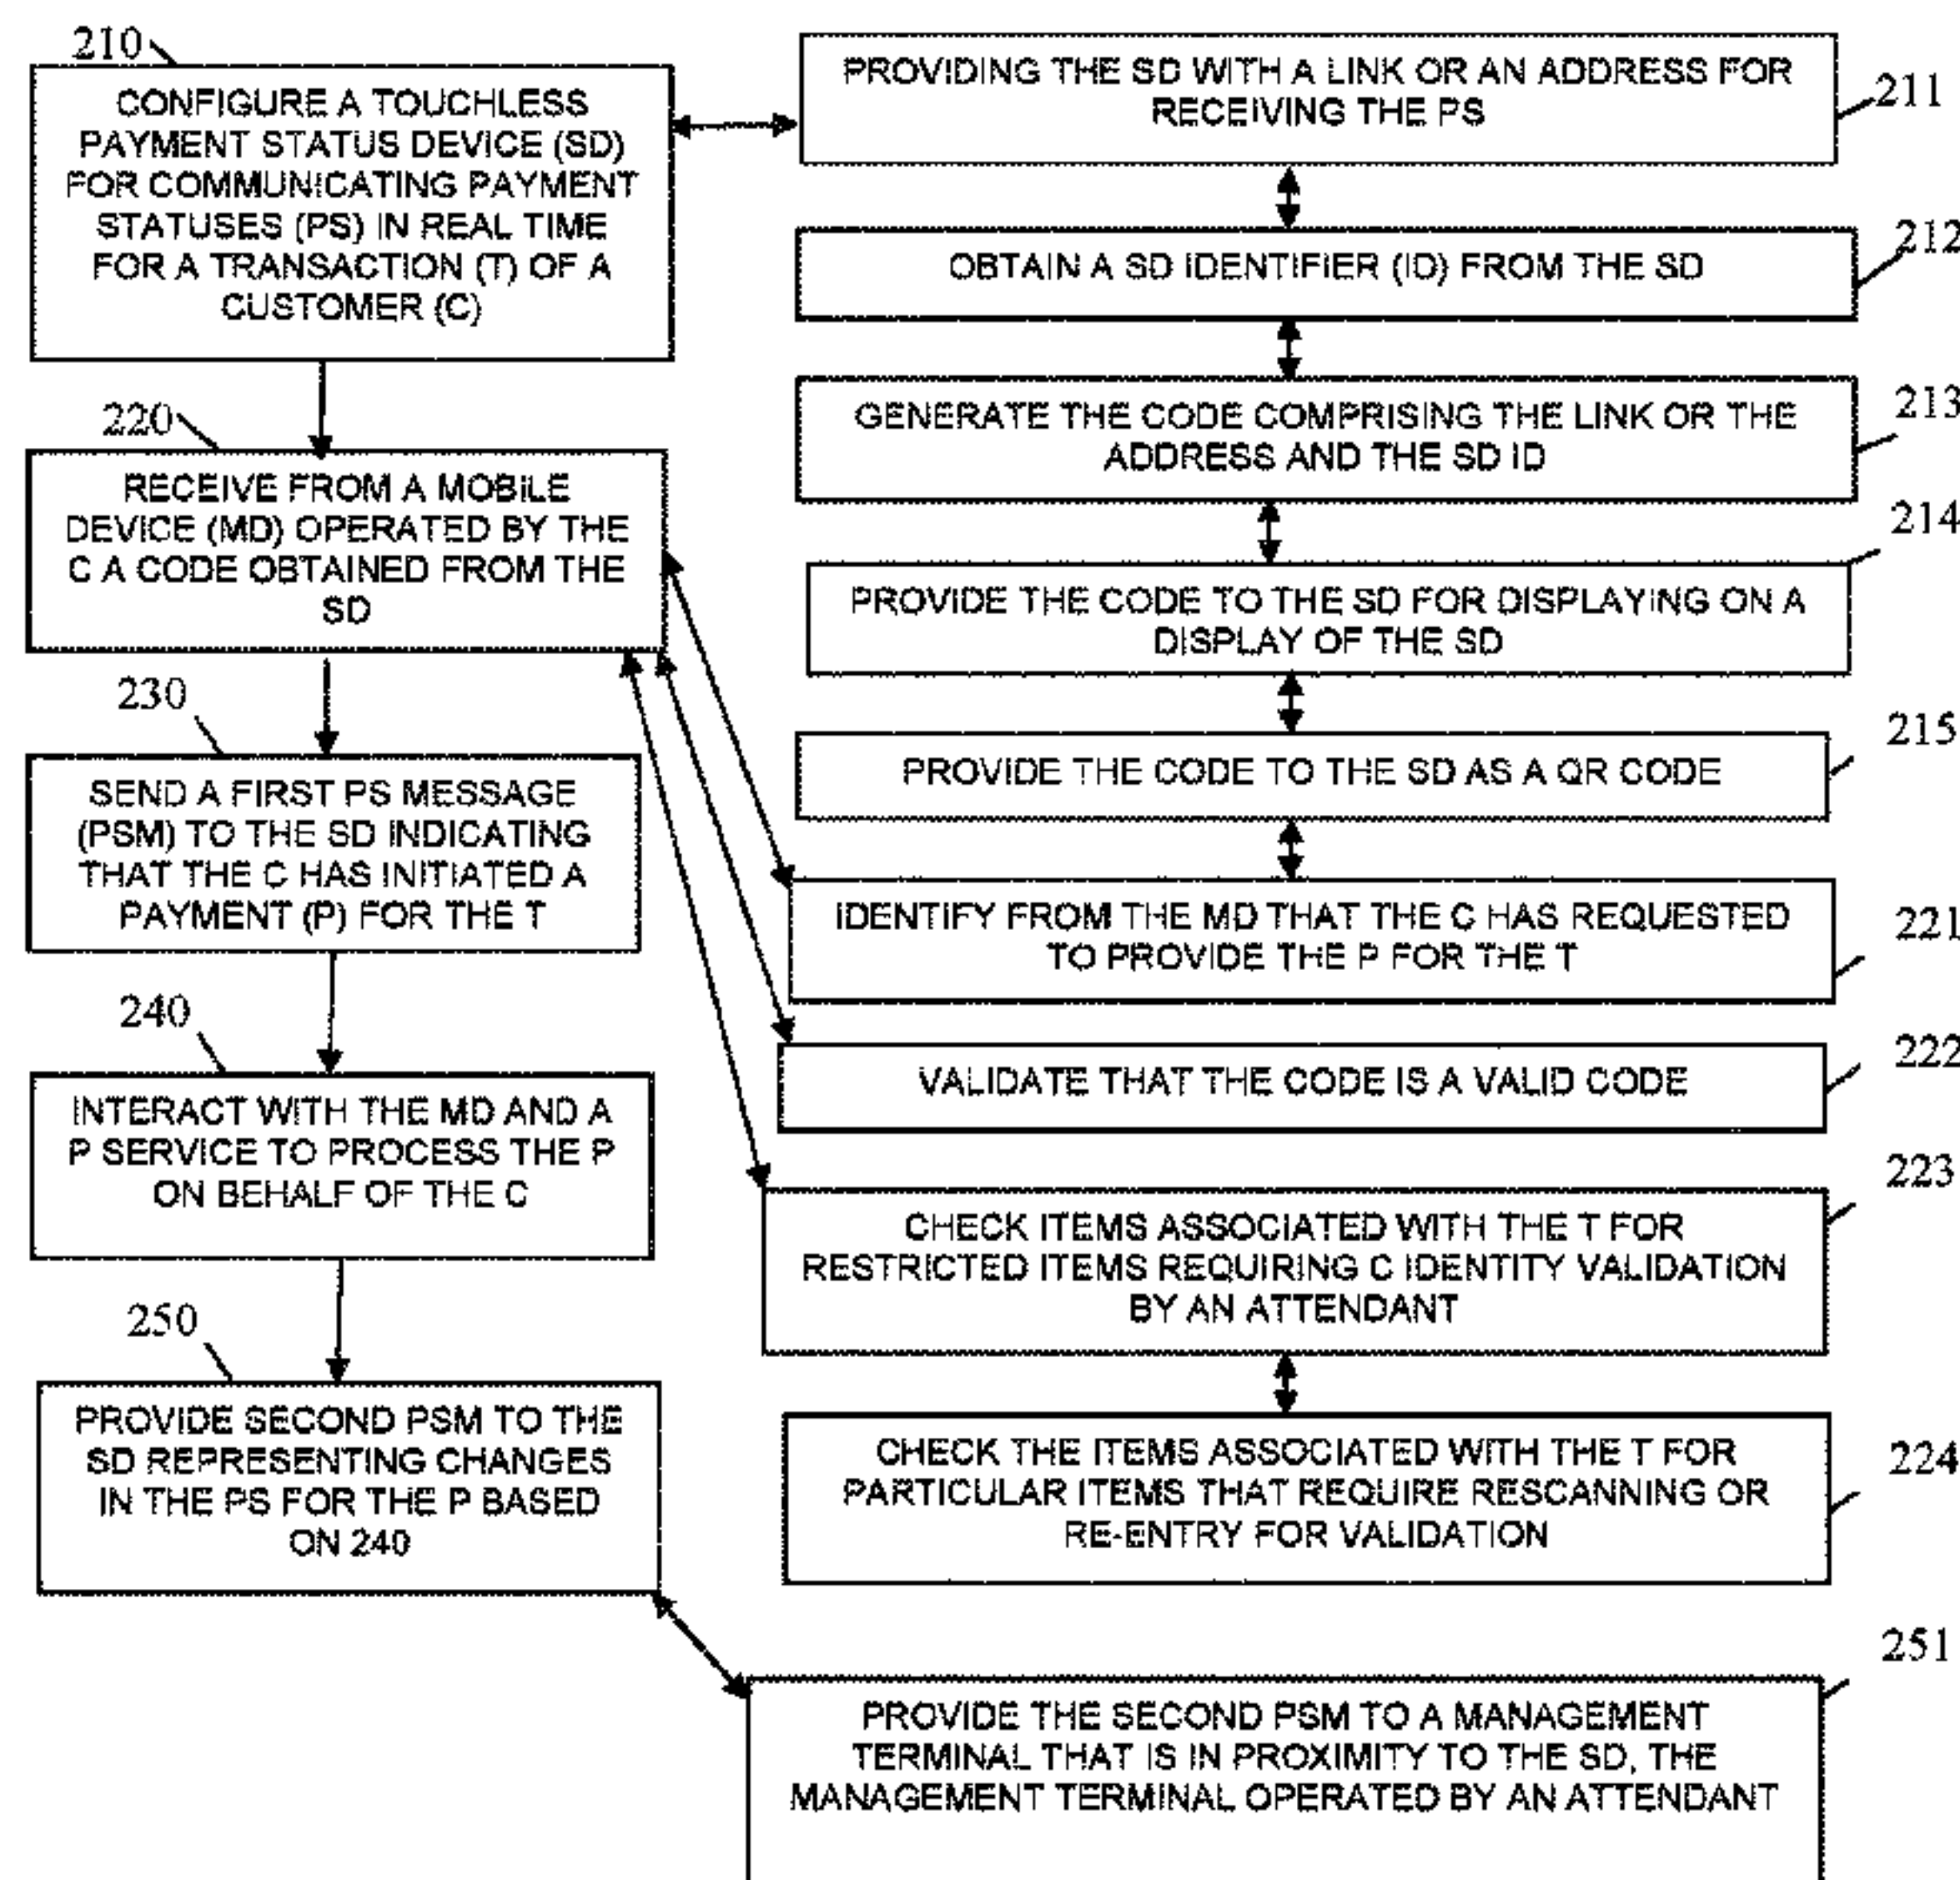 210
CONFIGURE A TOUCHLESS
PAYMENT STATUS DEVICE (SD)
FOR COMMUNICATING PAYMENT
STATUSES (PS) IN REAL TIME
FOR A TRANSACTION (T) OF A
CUSTOMER (C)
220
RECEIVE FROM A MOBILE
DEVICE (MD) OPERATED BY THE
C A CODE OBTAINED FROM THE
SD
230
SEND A FIRST PS MESSAGE
(PSM) TO THE SD INDICATING
THAT THE C HAS INITIATED A
PAYMENT (P) FOR THE T
240
INTERACT WITH THE MD AND A
P SERVICE TO PROCESS THE P
ON BEHALF OF THE C
250
PROVIDE SECOND PSM TO THE
SD REPRESENTING CHANGES
IN THE PS FOR THE P BASED
ON 240
PROVIDING THE SD WITH A LINK OR AN ADDRESS FOR
RECEIVING THE PS
211
OBTAIN A SD IDENTIFIER (ID) FROM THE SD
212
GENERATE THE CODE COMPRISING THE LINK OR THE
ADDRESS AND THE SD ID
213
PROVIDE THE CODE TO THE SD FOR DISPLAYING ON A
DISPLAY OF THE SD
214
PROVIDE THE CODE TO THE SD AS A QR CODE
215
IDENTIFY FROM THE MD THAT THE C HAS REQUESTED
TO PROVIDE THE P FOR THE T
221
VALIDATE THAT THE CODE IS A VALID CODE
222
CHECK ITEMS ASSOCIATED WITH THE T FOR
RESTRICTED ITEMS REQUIRING C IDENTITY VALIDATION
BY AN ATTENDANT
223
CHECK THE ITEMS ASSOCIATED WITH THE T FOR
PARTICULAR ITEMS THAT REQUIRE RESCANNING OR
RE-ENTRY FOR VALIDATION
224
PROVIDE THE SECOND PSM TO A MANAGEMENT
TERMINAL THAT IS IN PROXIMITY TO THE SD, THE
MANAGEMENT TERMINAL OPERATED BY AN ATTENDANT
251